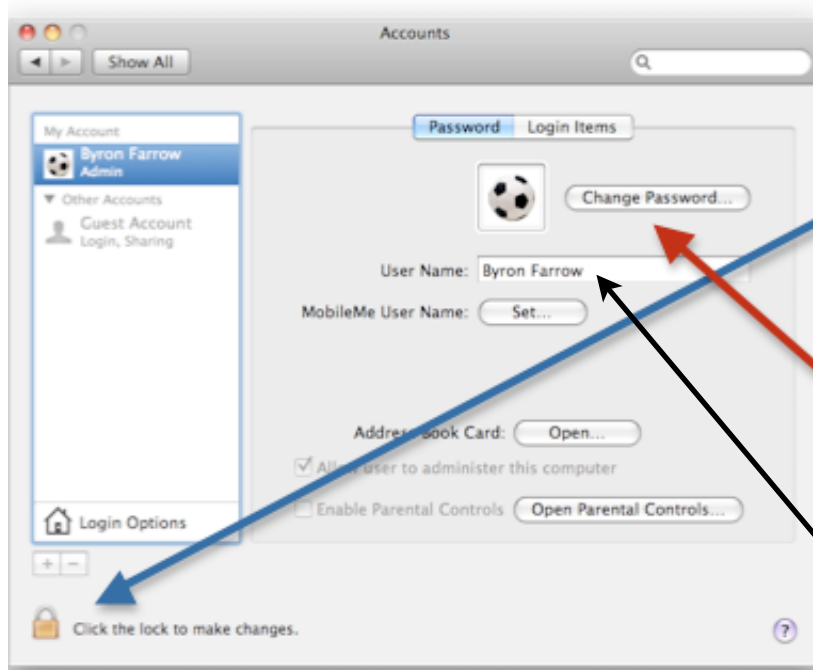 Accounts
Show All
My Account
Byron Farrow
Admin
Other Accounts
Guest Account
Login, Sharing
Login Options
+ −
Click the lock to make changes.
Password Login Items
Change Password...
User Name: Byron Farrow
MobileMe User Name: Set...
Address Book Card: Open...
Allow user to administer this computer
Enable Parental Controls Open Parental Controls...
?